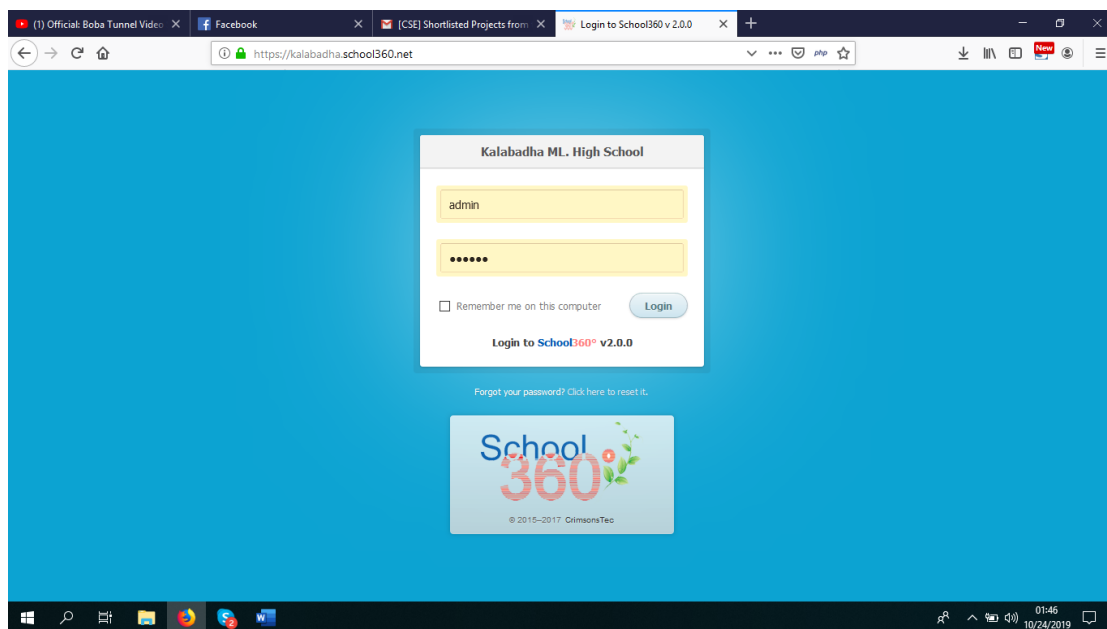 (1) Official: Boba Tunnel Video
Facebook
[CSE] Shortlisted Projects from
Login to School360 v 2.0.0
https://kalabadha.school360.net
php
New
Kalabadha ML. High School
admin
••••••
Remember me on this computer
Login
Login to School360° v2.0.0
Forgot your password? Click here to reset it.
School
360°
© 2015–2017 CrimsonsTec
2
W
01:46
10/24/2019